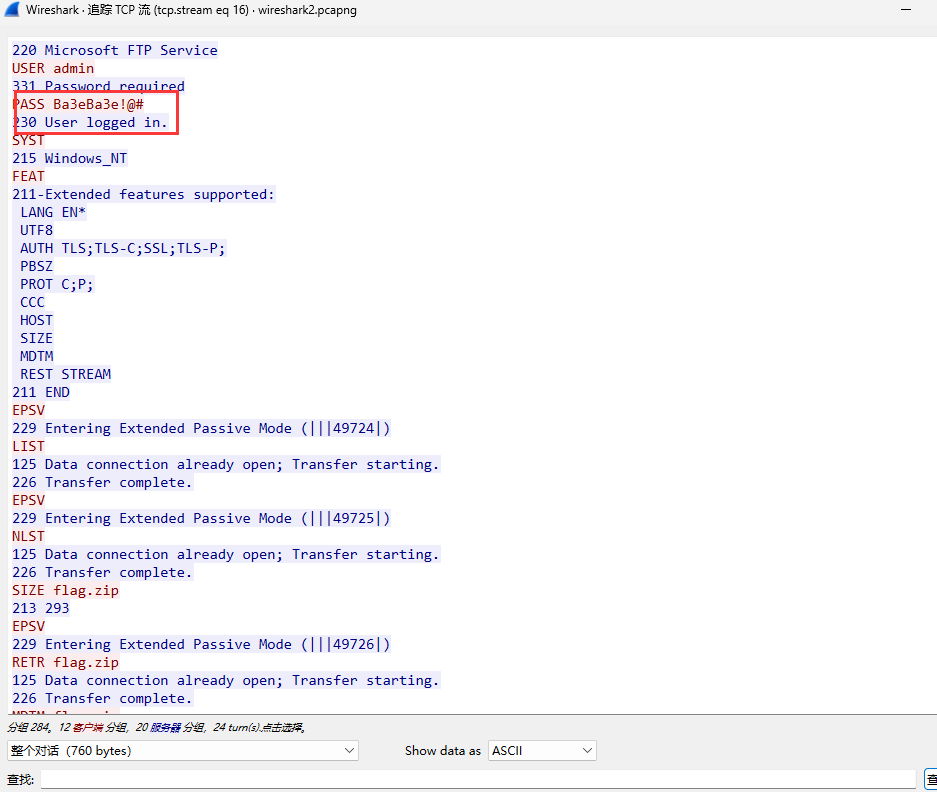 Wireshark · 追踪 TCP 流 (tcp.stream eq 16) · wireshark2.pcapng
220 Microsoft FTP Service
USER admin
331 Password required
PASS Ba3eBa3e!@#
230 User logged in.
SYST
215 Windows_NT
FEAT
211-Extended features supported:
LANG EN*
UTF8
AUTH TLS;TLS-C;SSL;TLS-P;
PBSZ
PROT C;P;
CCC
HOST
SIZE
MDTM
REST STREAM
211 END
EPSV
229 Entering Extended Passive Mode (|||49724|)
LIST
125 Data connection already open; Transfer starting.
226 Transfer complete.
EPSV
229 Entering Extended Passive Mode (|||49725|)
NLST
125 Data connection already open; Transfer starting.
226 Transfer complete.
SIZE flag.zip
213 293
EPSV
229 Entering Extended Passive Mode (|||49726|)
RETR flag.zip
125 Data connection already open; Transfer starting.
226 Transfer complete.
分组 284。12 客户端 分组，20 服务器 分组，24 turn(s).点击选择。
整个对话（760 bytes）
Show data as
ASCII
查找:
查